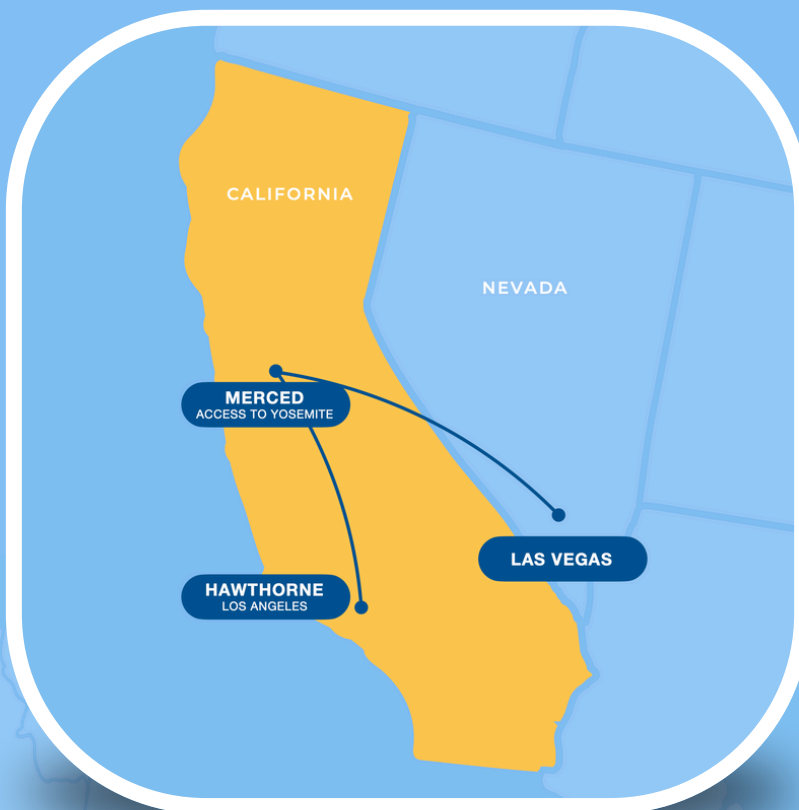 CALIFORNIA
NEVADA
MERCED
ACCESS TO YOSEMITE
LAS VEGAS
HAWTHORNE
LOS ANGELES